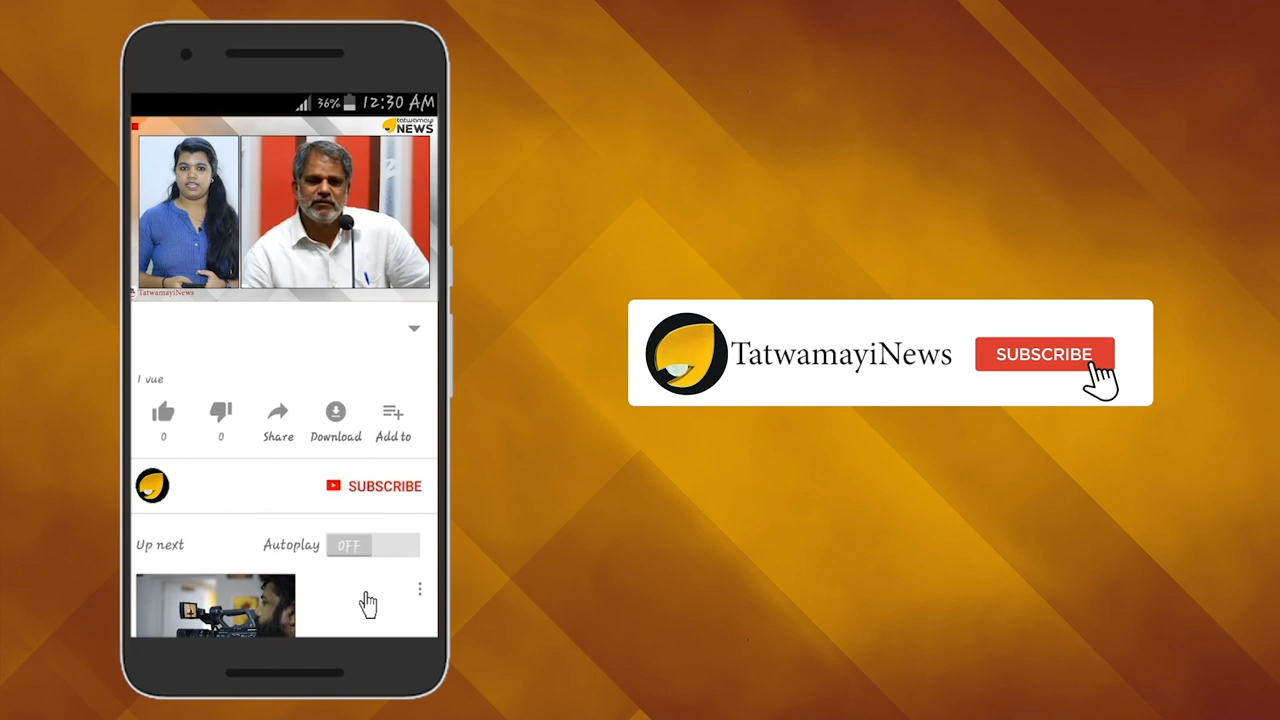 36% 12:30 AM
tatwamayi
NEWS
TatwamayiNews
1 vue
0 0 Share Download Add to
SUBSCRIBE
Up next Autoplay OFF
TatwamayiNews SUBSCRIBE